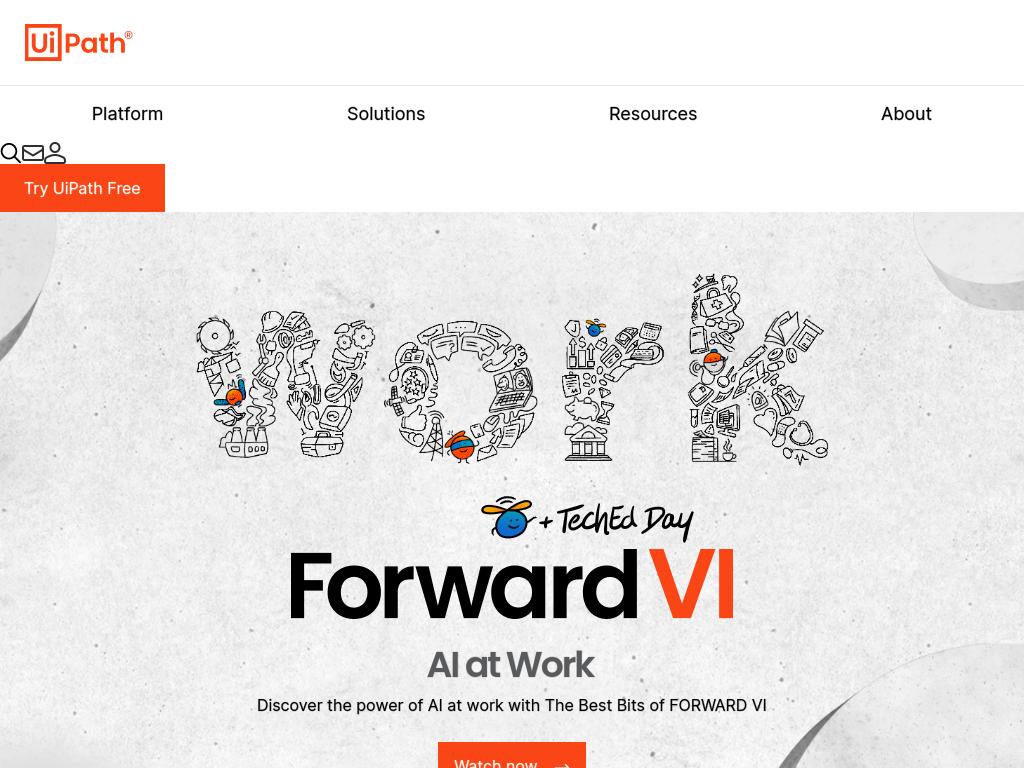 UiPath®
Platform
Solutions
Resources
About
Try UiPath Free
Work
+ TechEd Day
Forward VI
AI at Work
Discover the power of AI at work with The Best Bits of FORWARD VI
Watch now →